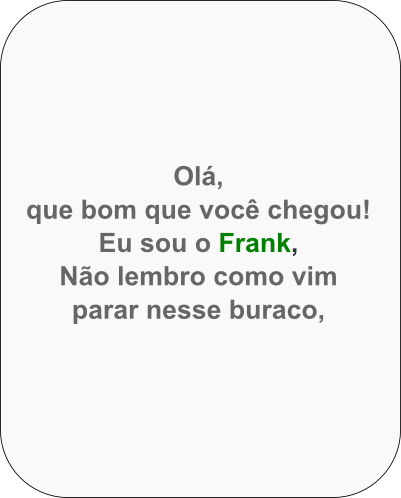 Olá,
que bom que você chegou!
Eu sou o Frank,
Não lembro como vim
parar nesse buraco,